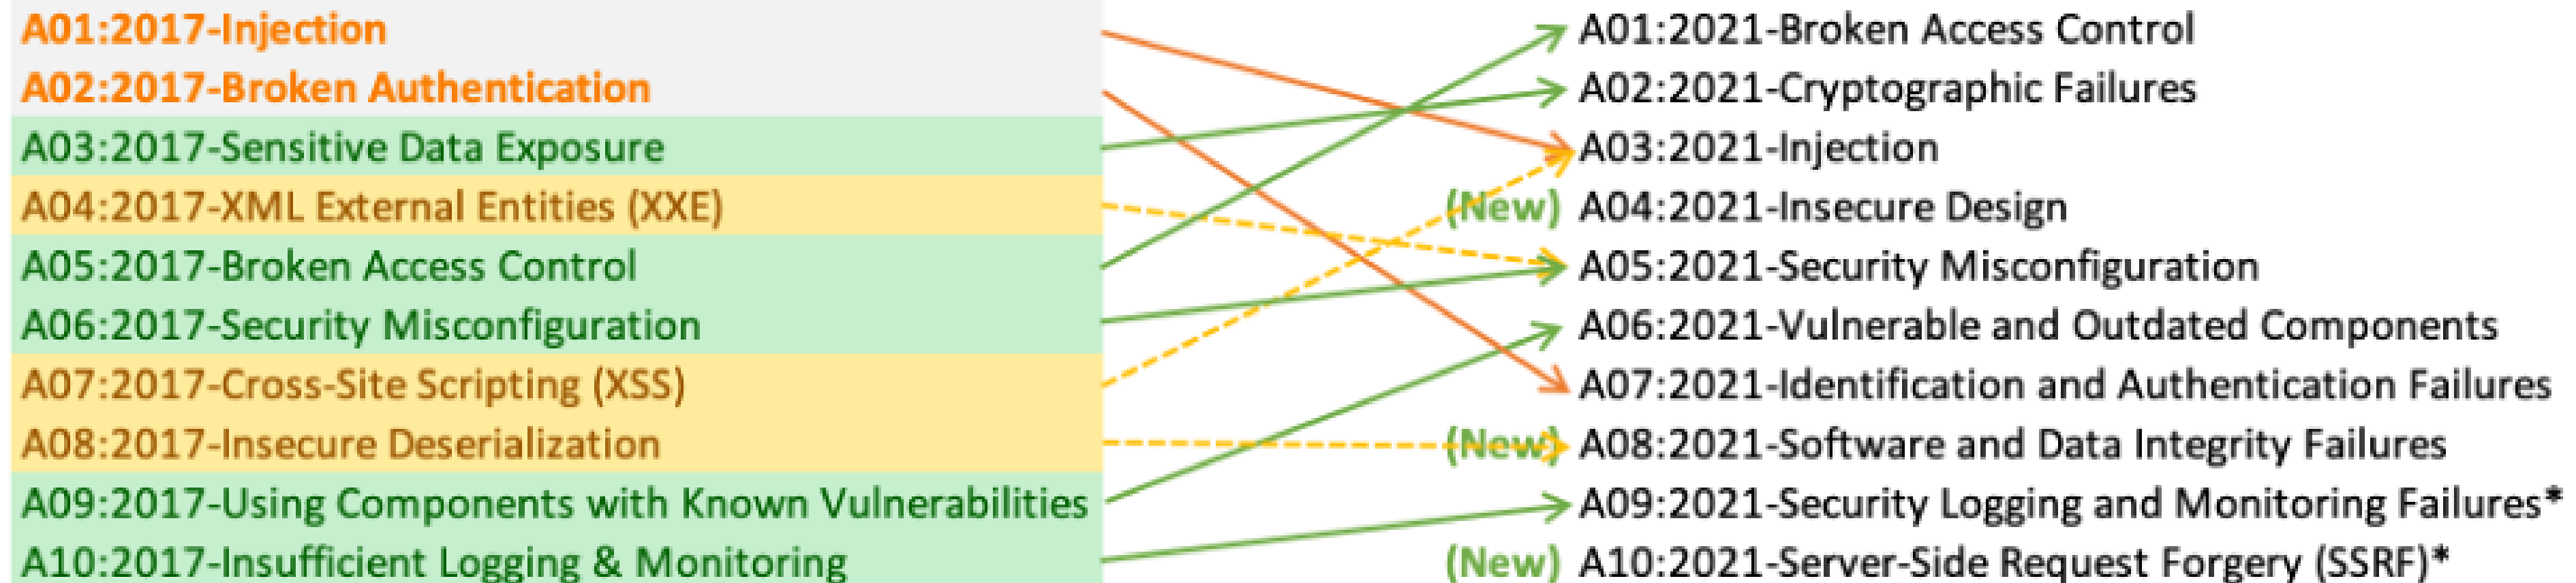 A01:2017-Injection
A02:2017-Broken Authentication
A03:2017-Sensitive Data Exposure
A04:2017-XML External Entities (XXE)
A05:2017-Broken Access Control
A06:2017-Security Misconfiguration
A07:2017-Cross-Site Scripting (XSS)
A08:2017-Insecure Deserialization
A09:2017-Using Components with Known Vulnerabilities
A10:2017-Insufficient Logging & Monitoring
A01:2021-Broken Access Control
A02:2021-Cryptographic Failures
A03:2021-Injection
(New) A04:2021-Insecure Design
A05:2021-Security Misconfiguration
A06:2021-Vulnerable and Outdated Components
A07:2021-Identification and Authentication Failures
(New) A08:2021-Software and Data Integrity Failures
A09:2021-Security Logging and Monitoring Failures*
(New) A10:2021-Server-Side Request Forgery (SSRF)*